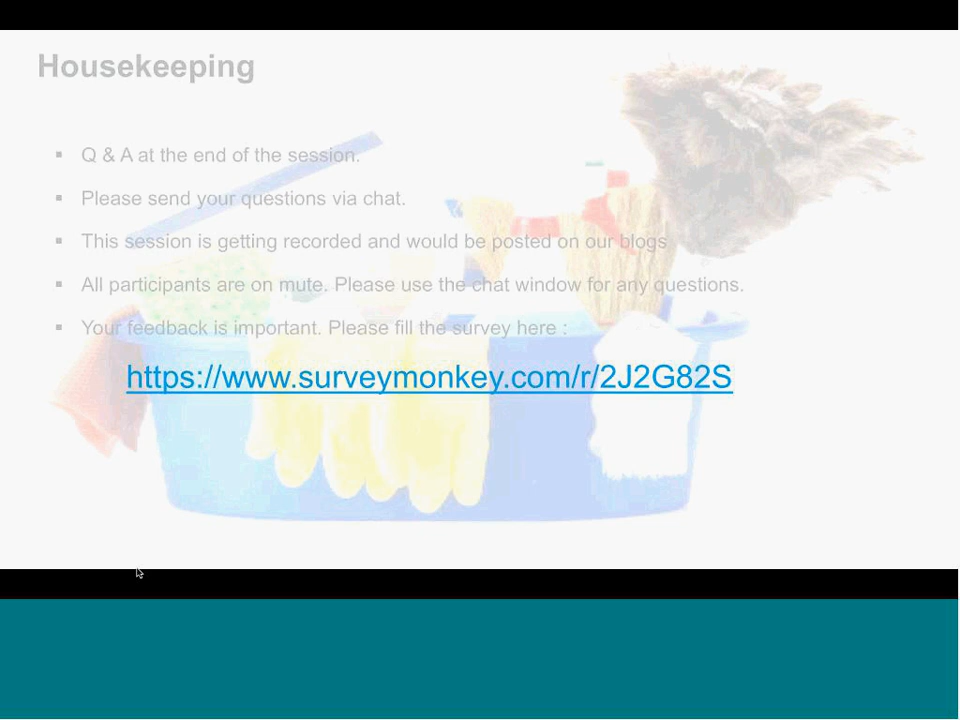 Housekeeping
▪ Q & A at the end of the session.
▪ Please send your questions via chat.
▪ This session is getting recorded and would be posted on our blogs
▪ All participants are on mute. Please use the chat window for any questions.
▪ Your feedback is important. Please fill the survey here :
https://www.surveymonkey.com/r/2J2G82S